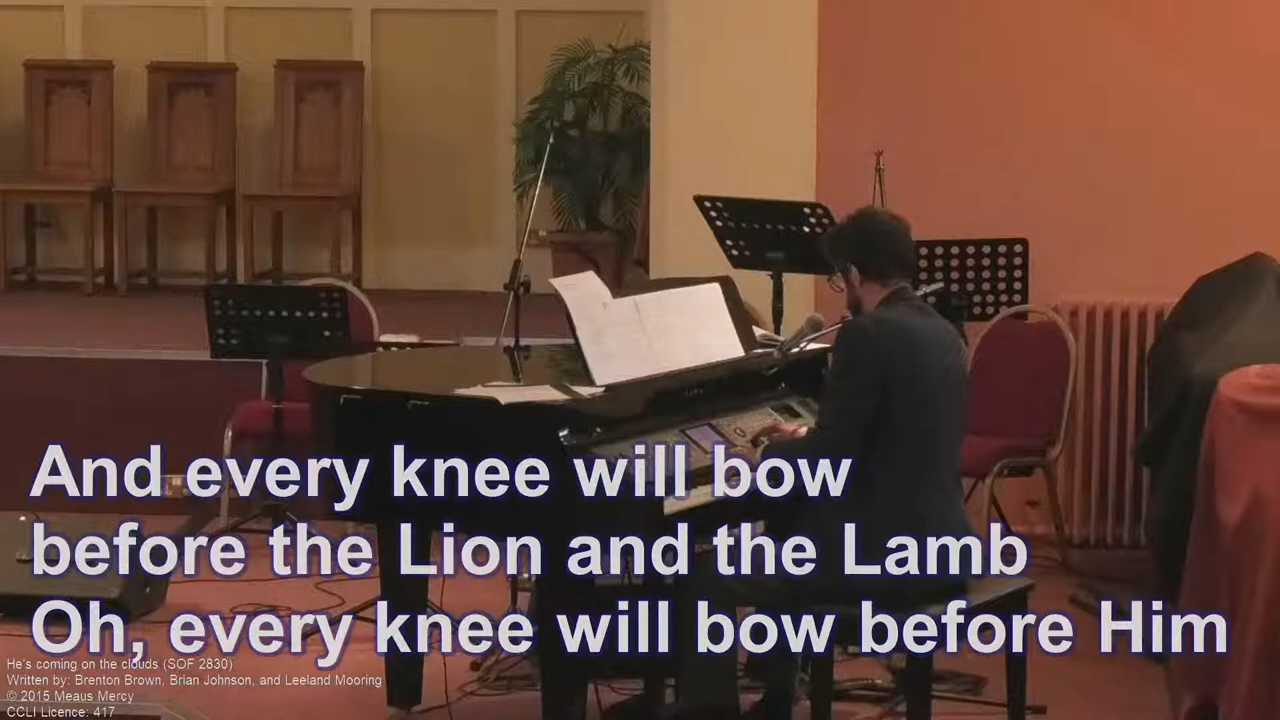 And every knee will bow
before the Lion and the Lamb
Oh, every knee will bow before Him
He's coming on the clouds (SOF 2830)
Written by: Brenton Brown, Brian Johnson, and Leeland Mooring
© 2015 Meaus Mercy
CCLI Licence: 417